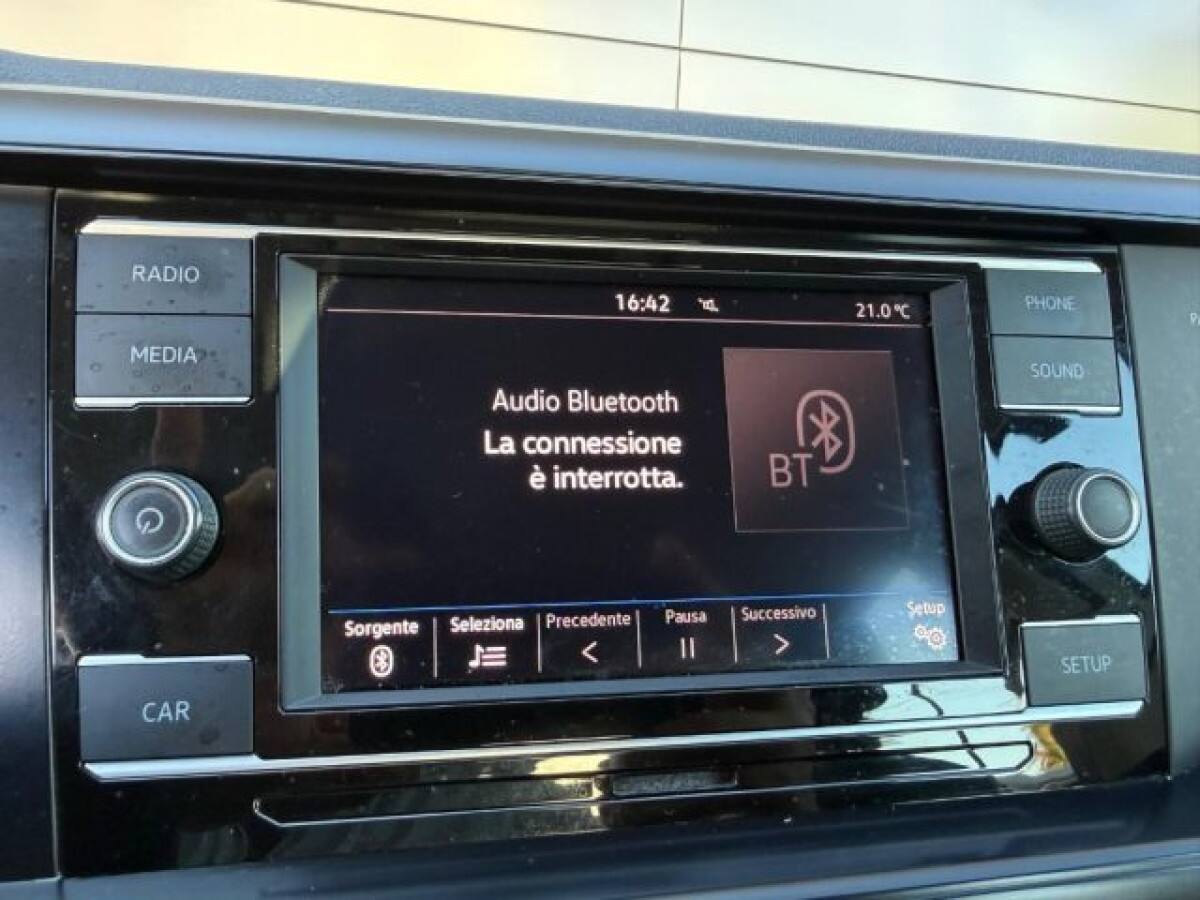 RADIO
MEDIA
CAR
16:42
21.0 °C
Audio Bluetooth
La connessione
è interrotta.
BT
Sorgente
Seleziona
Precedente
<
Pausa
Successivo
>
Setup
PHONE
SOUND
SETUP